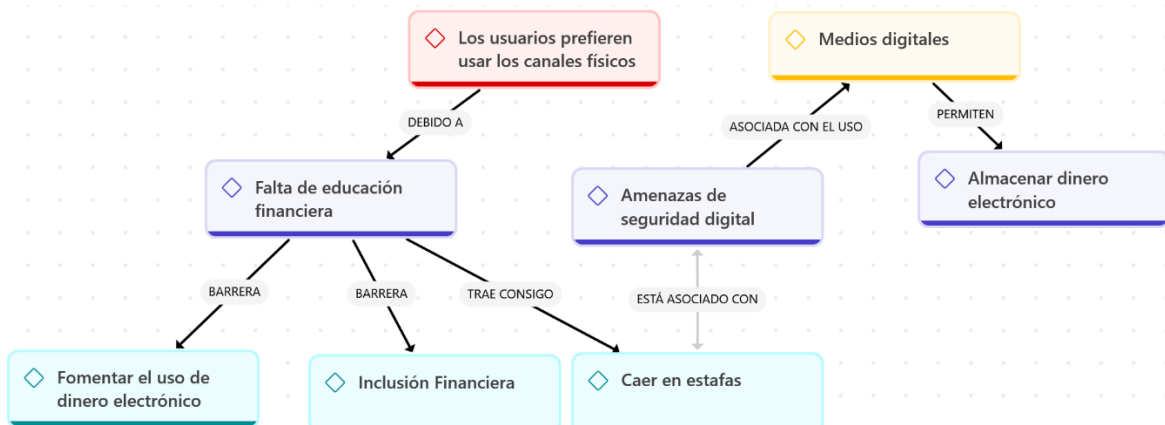 Los usuarios prefieren
usar los canales físicos
Medios digitales
DEBIDO A
ASOCIADA CON EL USO
PERMITEN
Falta de educación
financiera
Amenazas de
seguridad digital
Almacenar dinero
electrónico
BARRERA
BARRERA
TRAE CONSIGO
ESTÁ ASOCIADO CON
Fomentar el uso de
dinero electrónico
Inclusión Financiera
Caer en estafas